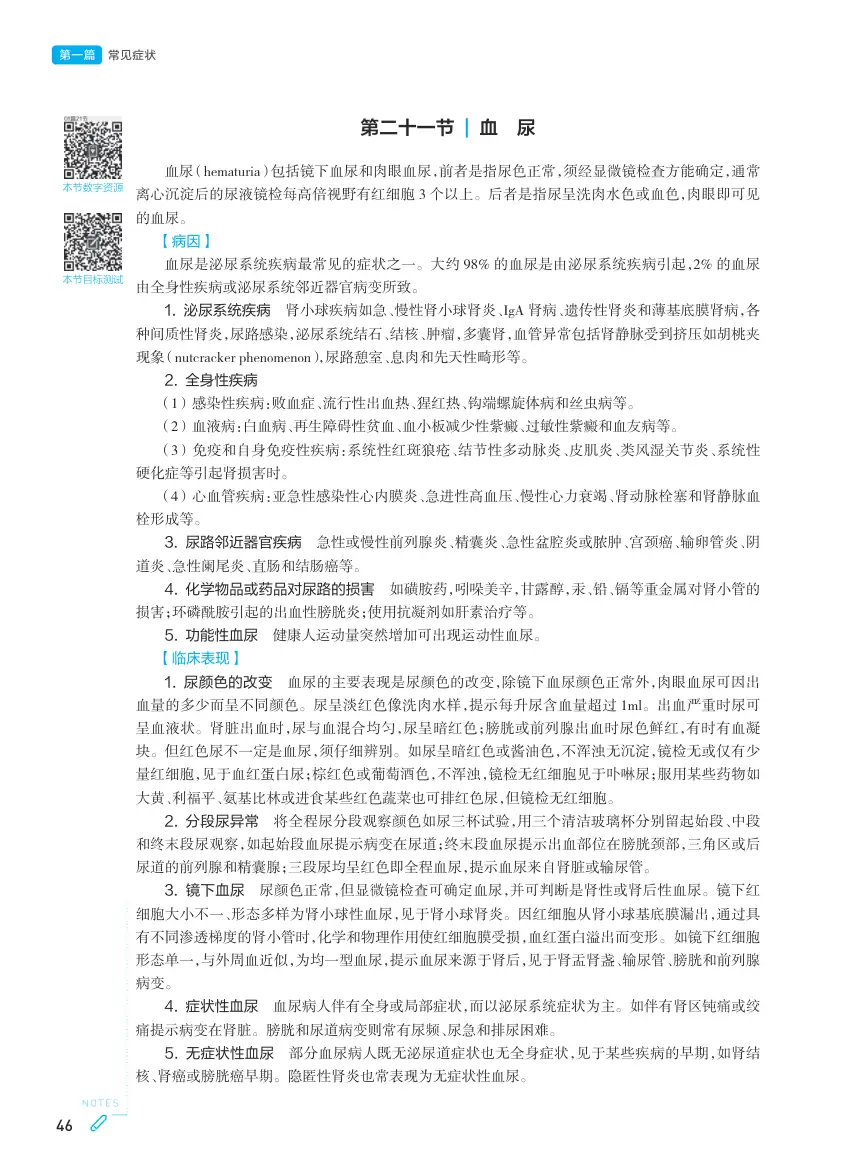 第一篇 常见症状
第二十一节 | 血 尿
本节数字资源
本节目标测试
血尿（hematuria）包括镜下血尿和肉眼血尿，前者是指尿色正常，须经显微镜检查方能确定，通常
离心沉淀后的尿液镜检每高倍视野有红细胞 3 个以上。后者是指尿呈洗肉水色或血色，肉眼即可见
的血尿。
【病因】
血尿是泌尿系统疾病最常见的症状之一。大约 98% 的血尿是由泌尿系统疾病引起，2% 的血尿
由全身性疾病或泌尿系统邻近器官病变所致。
1. 泌尿系统疾病 肾小球疾病如急、慢性肾小球肾炎、IgA 肾病、遗传性肾炎和薄基底膜肾病，各
种间质性肾炎，尿路感染，泌尿系统结石、结核、肿瘤，多囊肾，血管异常包括肾静脉受到挤压如胡桃夹
现象（nutcracker phenomenon），尿路憩室、息肉和先天性畸形等。
2. 全身性疾病
（1）感染性疾病：败血症、流行性出血热、猩红热、钩端螺旋体病和丝虫病等。
（2）血液病：白血病、再生障碍性贫血、血小板减少性紫癜、过敏性紫癜和血友病等。
（3）免疫和自身免疫性疾病：系统性红斑狼疮、结节性多动脉炎、皮肌炎、类风湿关节炎、系统性
硬化症等引起肾损害时。
（4）心血管疾病：亚急性感染性心内膜炎、急进性高血压、慢性心力衰竭、肾动脉栓塞和肾静脉血
栓形成等。
3. 尿路邻近器官疾病 急性或慢性前列腺炎、精囊炎、急性盆腔炎或脓肿、宫颈癌、输卵管炎、阴
道炎、急性阑尾炎、直肠和结肠癌等。
4. 化学物品或药品对尿路的损害 如磺胺药，吲哚美辛，甘露醇，汞、铅、镉等重金属对肾小管的
损害；环磷酰胺引起的出血性膀胱炎；使用抗凝剂如肝素治疗等。
5. 功能性血尿 健康人运动量突然增加可出现运动性血尿。
【临床表现】
1. 尿颜色的改变 血尿的主要表现是尿颜色的改变，除镜下血尿颜色正常外，肉眼血尿可因出
血量的多少而呈不同颜色。尿呈淡红色像洗肉水样，提示每升尿含血量超过 1ml。出血严重时尿可
呈血液状。肾脏出血时，尿与血混合均匀，尿呈暗红色；膀胱或前列腺出血时尿色鲜红，有时有血凝
块。但红色尿不一定是血尿，须仔细辨别。如尿呈暗红色或酱油色，不浑浊无沉淀，镜检无或仅有少
量红细胞，见于血红蛋白尿；棕红色或葡萄酒色，不浑浊，镜检无红细胞见于卟啉尿；服用某些药物如
大黄、利福平、氨基比林或进食某些红色蔬菜也可排红色尿，但镜检无红细胞。
2. 分段尿异常 将全程尿分段观察颜色如尿三杯试验，用三个清洁玻璃杯分别留起始段、中段
和终末段尿观察，如起始段血尿提示病变在尿道；终末段血尿提示出血部位在膀胱颈部，三角区或后
尿道的前列腺和精囊腺；三段尿均呈红色即全程血尿，提示血尿来自肾脏或输尿管。
3. 镜下血尿 尿颜色正常，但显微镜检查可确定血尿，并可判断是肾性或肾后性血尿。镜下红
细胞大小不一、形态多样为肾小球性血尿，见于肾小球肾炎。因红细胞从肾小球基底膜漏出，通过具
有不同渗透梯度的肾小管时，化学和物理作用使红细胞膜受损，血红蛋白溢出而变形。如镜下红细胞
形态单一，与外周血近似，为均一型血尿，提示血尿来源于肾后，见于肾盂肾盏、输尿管、膀胱和前列腺
病变。
4. 症状性血尿 血尿病人伴有全身或局部症状，而以泌尿系统症状为主。如伴有肾区钝痛或绞
痛提示病变在肾脏。膀胱和尿道病变则常有尿频、尿急和排尿困难。
5. 无症状性血尿 部分血尿病人既无泌尿道症状也无全身症状，见于某些疾病的早期，如肾结
核、肾癌或膀胱癌早期。隐匿性肾炎也常表现为无症状性血尿。
NOTES
46